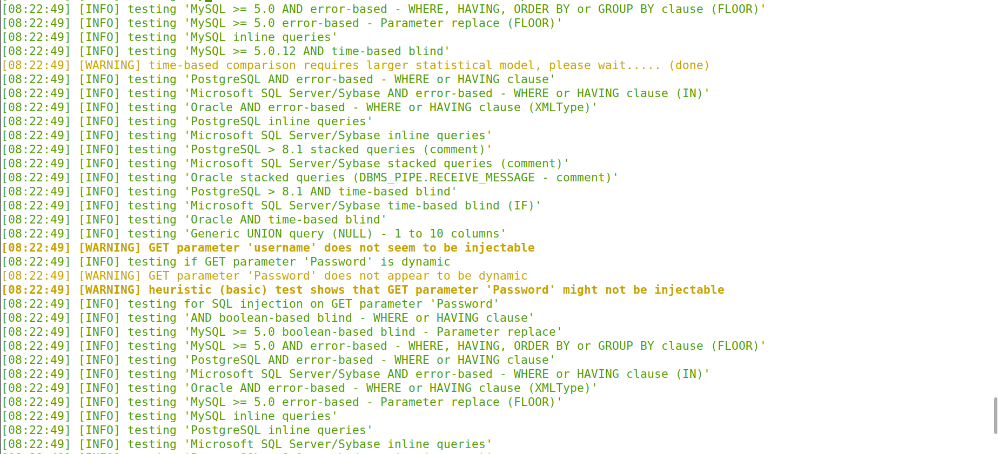 [08:22:49] [INFO] testing 'MySQL >= 5.0 AND error-based - WHERE, HAVING, ORDER BY or GROUP BY clause (FLOOR)'
[08:22:49] [INFO] testing 'MySQL >= 5.0 error-based - Parameter replace (FLOOR)'
[08:22:49] [INFO] testing 'MySQL inline queries'
[08:22:49] [INFO] testing 'MySQL >= 5.0.12 AND time-based blind'
[08:22:49] [WARNING] time-based comparison requires larger statistical model, please wait..... (done)
[08:22:49] [INFO] testing 'PostgreSQL AND error-based - WHERE or HAVING clause'
[08:22:49] [INFO] testing 'Microsoft SQL Server/Sybase AND error-based - WHERE or HAVING clause (IN)'
[08:22:49] [INFO] testing 'Oracle AND error-based - WHERE or HAVING clause (XMLType)'
[08:22:49] [INFO] testing 'PostgreSQL inline queries'
[08:22:49] [INFO] testing 'Microsoft SQL Server/Sybase inline queries'
[08:22:49] [INFO] testing 'PostgreSQL > 8.1 stacked queries (comment)'
[08:22:49] [INFO] testing 'Microsoft SQL Server/Sybase stacked queries (comment)'
[08:22:49] [INFO] testing 'Oracle stacked queries (DBMS_PIPE.RECEIVE_MESSAGE - comment)'
[08:22:49] [INFO] testing 'PostgreSQL > 8.1 AND time-based blind'
[08:22:49] [INFO] testing 'Microsoft SQL Server/Sybase time-based blind (IF)'
[08:22:49] [INFO] testing 'Oracle AND time-based blind'
[08:22:49] [INFO] testing 'Generic UNION query (NULL) - 1 to 10 columns'
[08:22:49] [WARNING] GET parameter 'username' does not seem to be injectable
[08:22:49] [INFO] testing if GET parameter 'Password' is dynamic
[08:22:49] [WARNING] GET parameter 'Password' does not appear to be dynamic
[08:22:49] [WARNING] heuristic (basic) test shows that GET parameter 'Password' might not be injectable
[08:22:49] [INFO] testing for SQL injection on GET parameter 'Password'
[08:22:49] [INFO] testing 'AND boolean-based blind - WHERE or HAVING clause'
[08:22:49] [INFO] testing 'MySQL >= 5.0 boolean-based blind - Parameter replace'
[08:22:49] [INFO] testing 'MySQL >= 5.0 AND error-based - WHERE, HAVING, ORDER BY or GROUP BY clause (FLOOR)'
[08:22:49] [INFO] testing 'PostgreSQL AND error-based - WHERE or HAVING clause'
[08:22:49] [INFO] testing 'Microsoft SQL Server/Sybase AND error-based - WHERE or HAVING clause (IN)'
[08:22:49] [INFO] testing 'Oracle AND error-based - WHERE or HAVING clause (XMLType)'
[08:22:49] [INFO] testing 'MySQL >= 5.0 error-based - Parameter replace (FLOOR)'
[08:22:49] [INFO] testing 'MySQL inline queries'
[08:22:49] [INFO] testing 'PostgreSQL inline queries'
[08:22:49] [INFO] testing 'Microsoft SQL Server/Sybase inline queries'